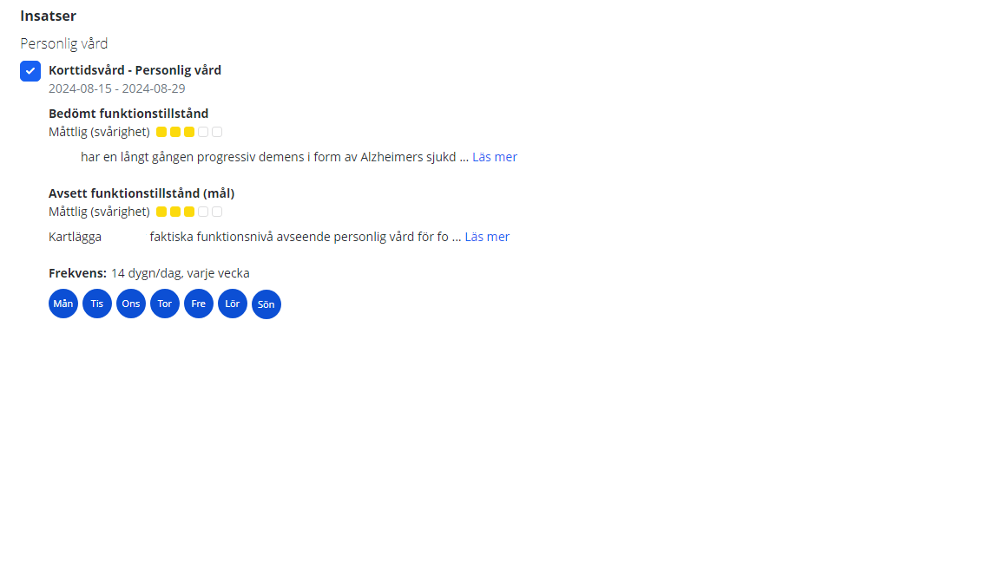 Insatser
Personlig vård
Korttidsvård - Personlig vård
2024-08-15 - 2024-08-29
Bedömt funktionstillstånd
Måttlig (svårighet)
har en långt gången progressiv demens i form av Alzheimers sjukd ... Läs mer
Avsett funktionstillstånd (mål)
Måttlig (svårighet)
Kartlägga faktiska funktionsnivå avseende personlig vård för fo ... Läs mer
Frekvens: 14 dygn/dag, varje vecka
Mån Tis Ons Tor Fre Lör Sön